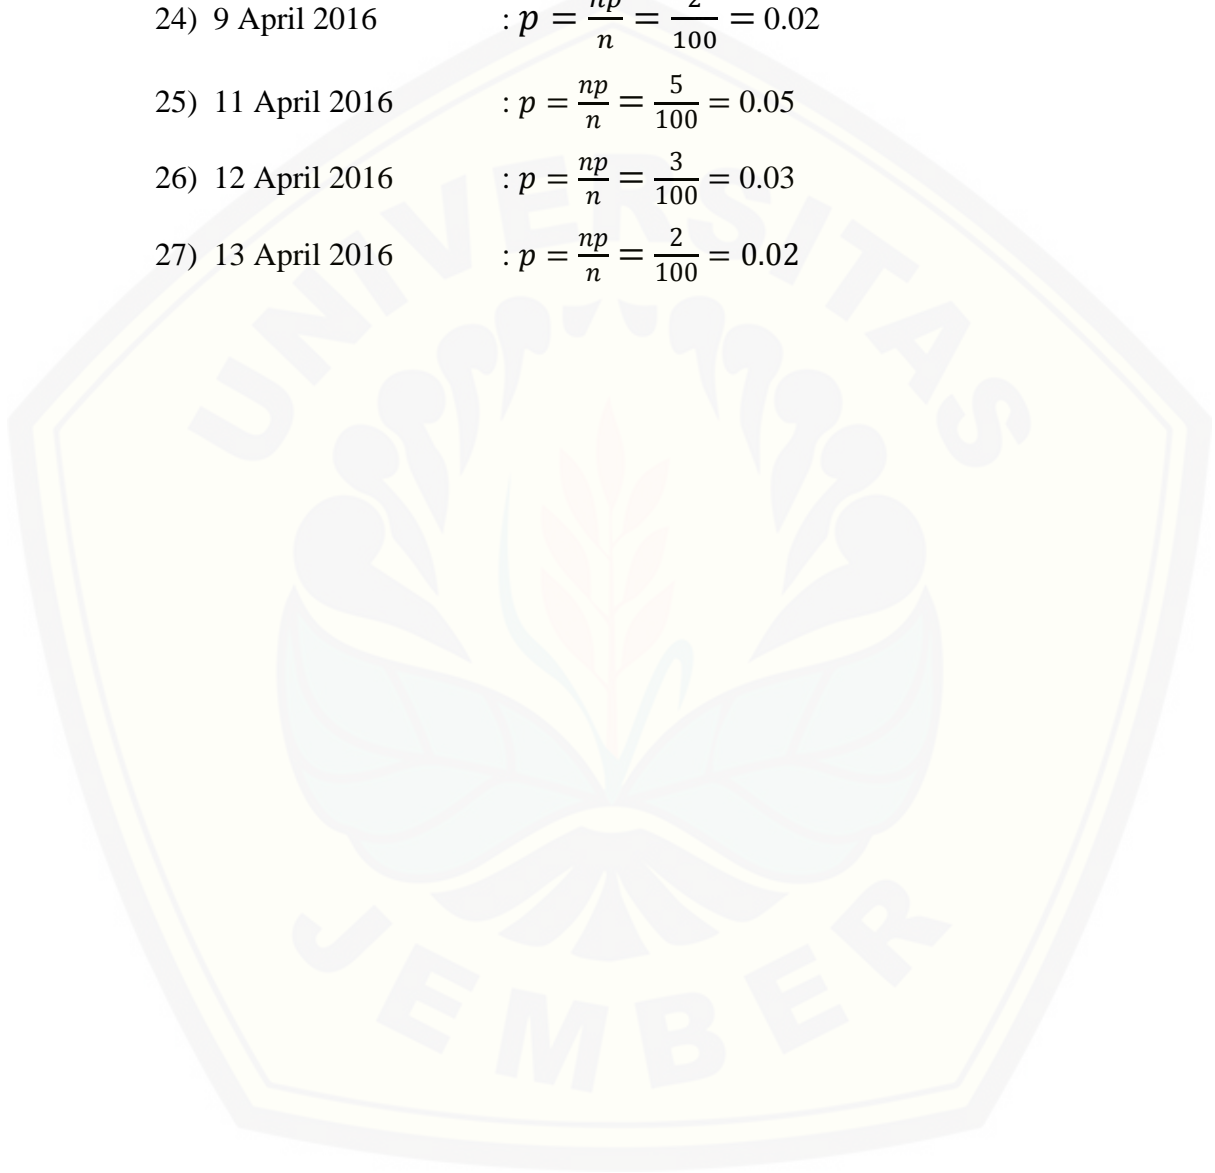 24) 9 April 2016 : p = np/n = 2/100 = 0.02
25) 11 April 2016 : p = np/n = 5/100 = 0.05
26) 12 April 2016 : p = np/n = 3/100 = 0.03
27) 13 April 2016 : p = np/n = 2/100 = 0.02
UNIVERSITAS
JEMBER